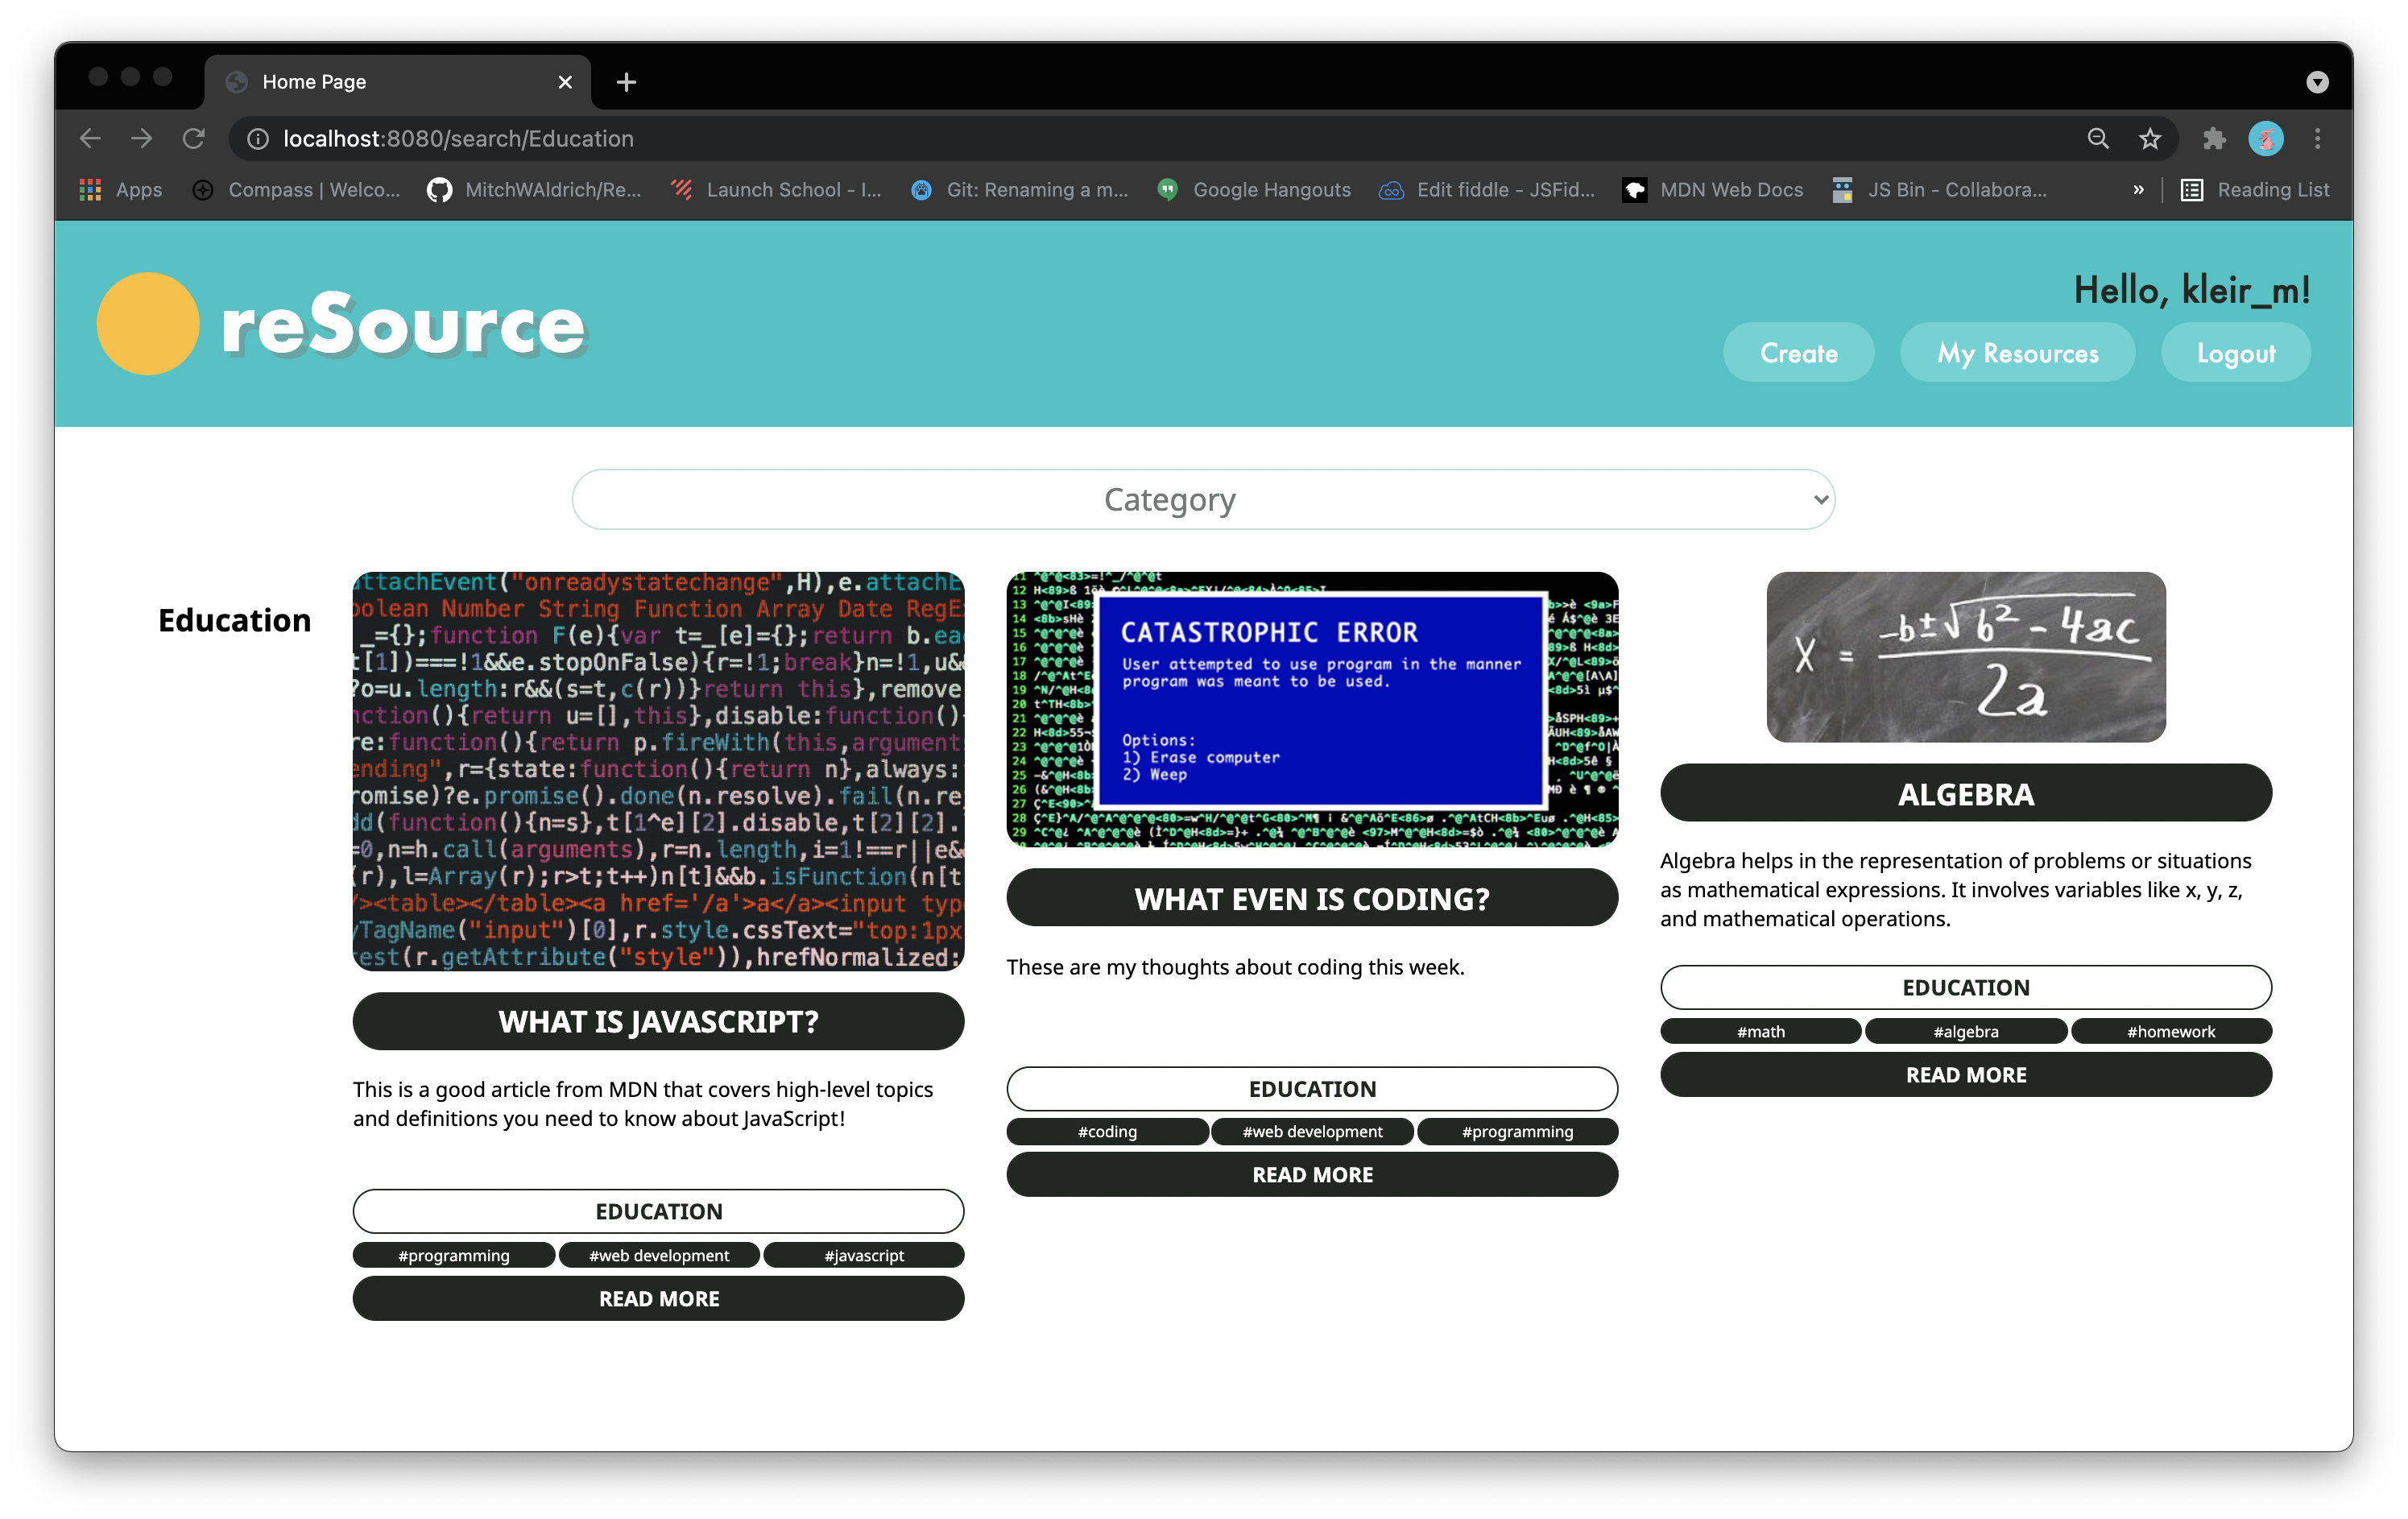 Home Page
localhost:8080/search/Education
Apps
Compass | Welco...
MitchWAldrich/Re...
Launch School - I...
Git: Renaming a m...
Google Hangouts
Edit fiddle - JSFid...
MDN Web Docs
JS Bin - Collabora...
»
Reading List
reSource
Hello, kleir_m!
Create
My Resources
Logout
Category
Education
attachEvent("onreadystatechange",H),e.attachE
oolean Number String Function Array Date RegEx
_={};function F(e){var t=_[e]={};return b.ea
t[1])===!1&&e.stopOnFalse){r=!1;break}n=!1,u&
?o=u.length:r&&(s=t,c(r))}return this},remove
nction(){return u=[],this},disable:function()
re:function(){return p.fireWith(this,argument
ending",r={state:function(){return n},always:
romise)?e.promise().done(n.resolve).fail(n.re
dd(function(){n=s},t[1^e][2].disable,t[2][2].
=0,n=h.call(arguments),r=n.length,i=1!==r||e&
(r),l=Array(r);r>t;t++)n[t]&&b.isFunction(n[t
/><table></table><a href='/a'>a</a><input typ
TagName("input")[0],r.style.cssText="top:1px
est(r.getAttribute("style")),hrefNormalized:
WHAT IS JAVASCRIPT?
This is a good article from MDN that covers high-level topics
and definitions you need to know about JavaScript!
EDUCATION
#programming
#web development
#javascript
READ MORE
CATASTROPHIC ERROR
User attempted to use program in the manner
program was meant to be used.
Options:
1) Erase computer
2) Weep
WHAT EVEN IS CODING?
These are my thoughts about coding this week.
EDUCATION
#coding
#web development
#programming
READ MORE
X = -b±√b² - 4ac
2a
ALGEBRA
Algebra helps in the representation of problems or situations
as mathematical expressions. It involves variables like x, y, z,
and mathematical operations.
EDUCATION
#math
#algebra
#homework
READ MORE